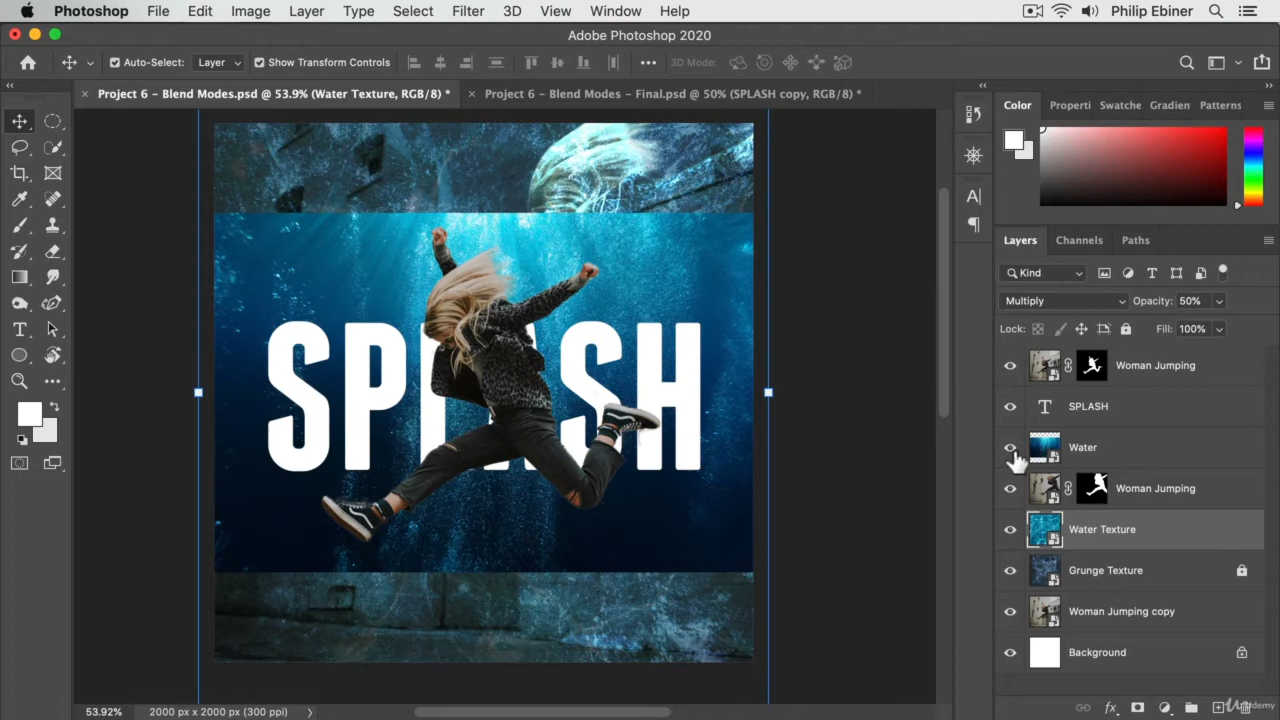 Photoshop File Edit Image Layer Type Select Filter 3D View Window Help Philip Ebiner
Adobe Photoshop 2020
Auto-Select: Layer Show Transform Controls 3D Mode:
Project 6 – Blend Modes.psd @ 53.9% (Water Texture, RGB/8) * Project 6 – Blend Modes – Final.psd @ 50% (SPLASH copy, RGB/8) *
Color Properti Swatche Gradien Patterns
SPLASH
Layers Channels Paths
Kind
Multiply Opacity: 50%
Lock: Fill: 100%
Woman Jumping
SPLASH
Water
Woman Jumping
Water Texture
Grunge Texture
Woman Jumping copy
Background
53.92% 2000 px x 2000 px (300 ppi)
fx